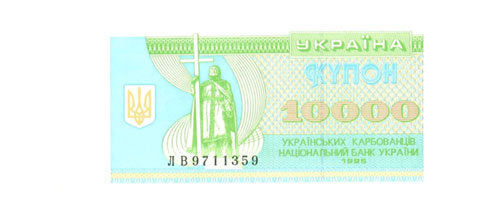 УКРАЇНА
КУПОН
10000
УКРАЇНСЬКИХ КАРБОВАНЦІВ
НАЦІОНАЛЬНИЙ БАНК УКРАЇНИ
1995
ЛВ9711359